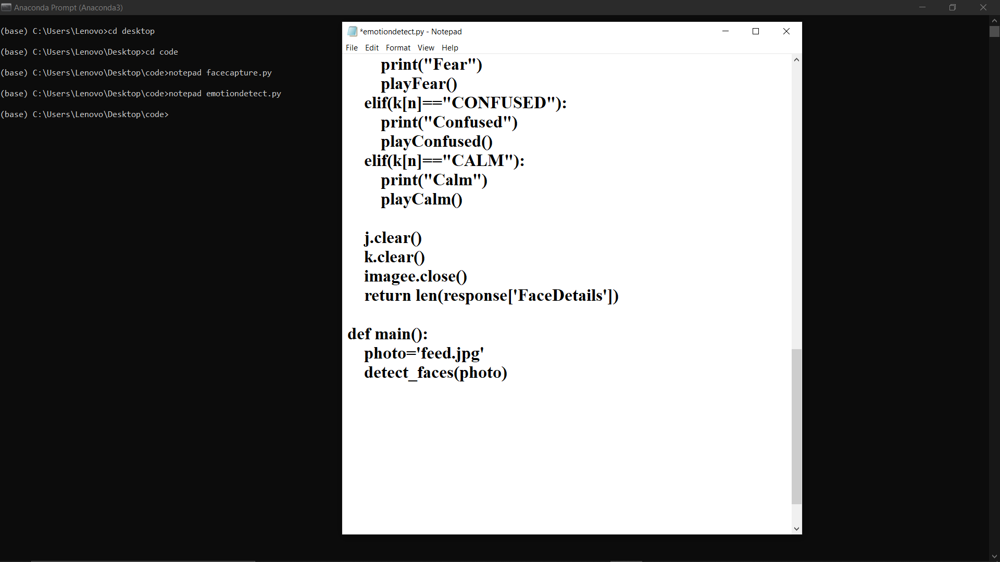 Anaconda Prompt (Anaconda3)
(base) C:\Users\Lenovo>cd desktop
(base) C:\Users\Lenovo\Desktop>cd code
(base) C:\Users\Lenovo\Desktop\code>notepad facecapture.py
(base) C:\Users\Lenovo\Desktop\code>notepad emotiondetect.py
(base) C:\Users\Lenovo\Desktop\code>
*emotiondetect.py - Notepad
File Edit Format View Help
print("Fear")
playFear()
elif(k[n]=="CONFUSED"):
print("Confused")
playConfused()
elif(k[n]=="CALM"):
print("Calm")
playCalm()
j.clear()
k.clear()
imagee.close()
return len(response['FaceDetails'])
def main():
photo='feed.jpg'
detect_faces(photo)